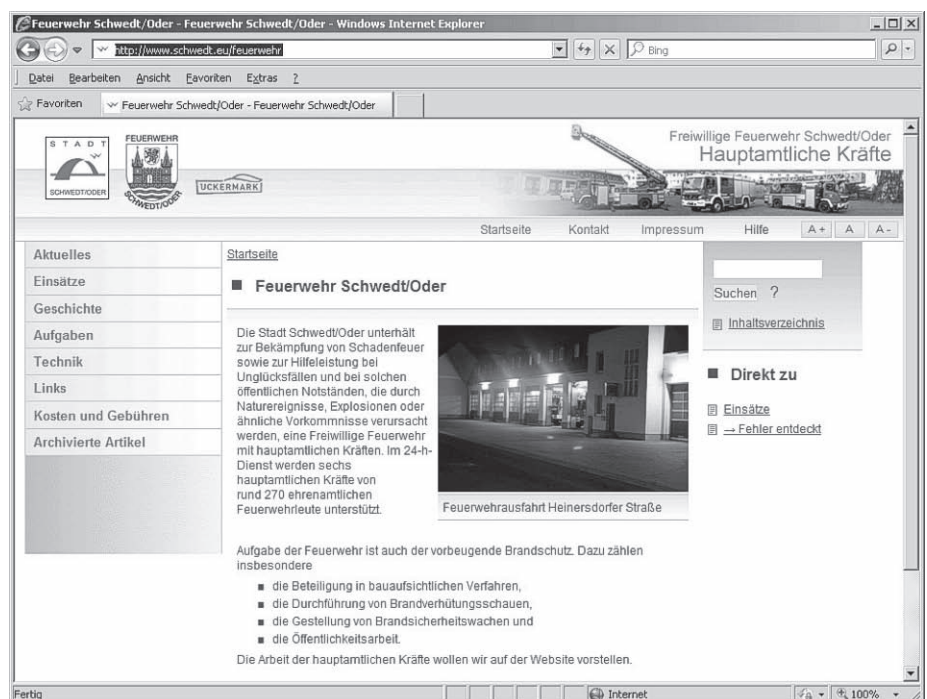 Feuerwehr Schwedt/Oder - Feuerwehr Schwedt/Oder - Windows Internet Explorer
http://www.schwedt.eu/feuerwehr
Bing
Datei Bearbeiten Ansicht Favoriten Extras ?
Favoriten
Feuerwehr Schwedt/Oder - Feuerwehr Schwedt/Oder
STADT
SCHWEDT/ODER
FEUERWEHR
SCHWEDT/ODER
UCKERMARK
Freiwillige Feuerwehr Schwedt/Oder
Hauptamtliche Kräfte
Startseite Kontakt Impressum Hilfe A+ A A-
Aktuelles
Einsätze
Geschichte
Aufgaben
Technik
Links
Kosten und Gebühren
Archivierte Artikel
Startseite
■ Feuerwehr Schwedt/Oder
Die Stadt Schwedt/Oder unterhält
zur Bekämpfung von Schadenfeuer
sowie zur Hilfeleistung bei
Unglücksfällen und bei solchen
öffentlichen Notständen, die durch
Naturereignisse, Explosionen oder
ähnliche Vorkommnisse verursacht
werden, eine Freiwillige Feuerwehr
mit hauptamtlichen Kräften. Im 24-h-
Dienst werden sechs
hauptamtlichen Kräfte von
rund 270 ehrenamtlichen
Feuerwehrleute unterstützt.
Feuerwehrausfahrt Heinersdorfer Straße
Aufgabe der Feuerwehr ist auch der vorbeugende Brandschutz. Dazu zählen
insbesondere
■ die Beteiligung in bauaufsichtlichen Verfahren,
■ die Durchführung von Brandverhütungsschauen,
■ die Gestellung von Brandsicherheitswachen und
■ die Öffentlichkeitsarbeit.
Die Arbeit der hauptamtlichen Kräfte wollen wir auf der Website vorstellen.
Suchen ?
Inhaltsverzeichnis
■ Direkt zu
Einsätze
→ Fehler entdeckt
Fertig
Internet
100%